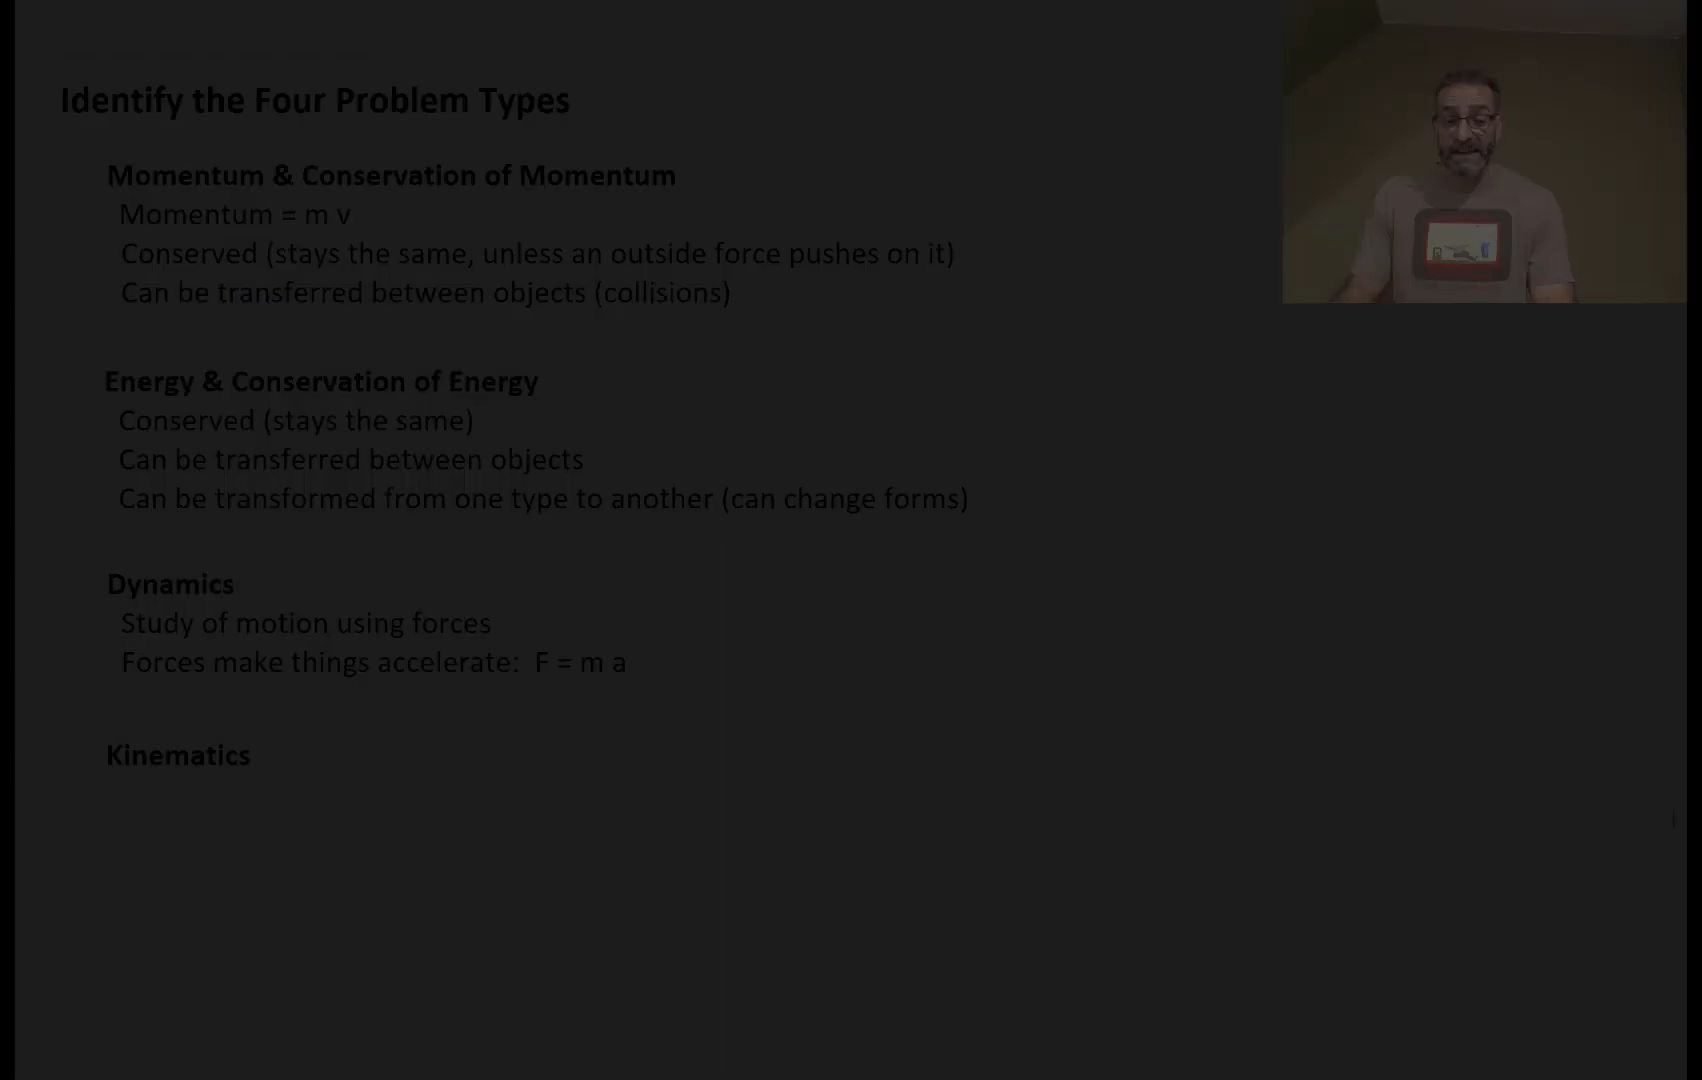 Identify the Four Problem Types
Momentum & Conservation of Momentum
Momentum = m v
Conserved (stays the same, unless an outside force pushes on it)
Can be transferred between objects (collisions)
Energy & Conservation of Energy
Conserved (stays the same)
Can be transferred between objects
Can be transformed from one type to another (can change forms)
Dynamics
Study of motion using forces
Forces make things accelerate:  F = m a
Kinematics